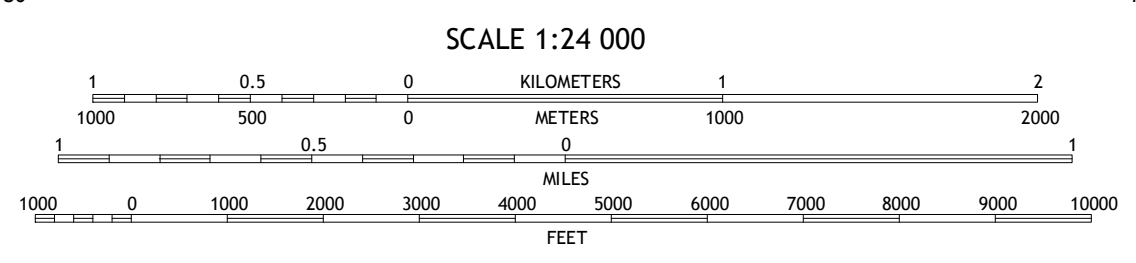 SCALE 1:24 000
1 0.5 0 KILOMETERS 1 2
1000 500 0 METERS 1000 2000
1 0.5 0 1
MILES
1000 0 1000 2000 3000 4000 5000 6000 7000 8000 9000 10000
FEET